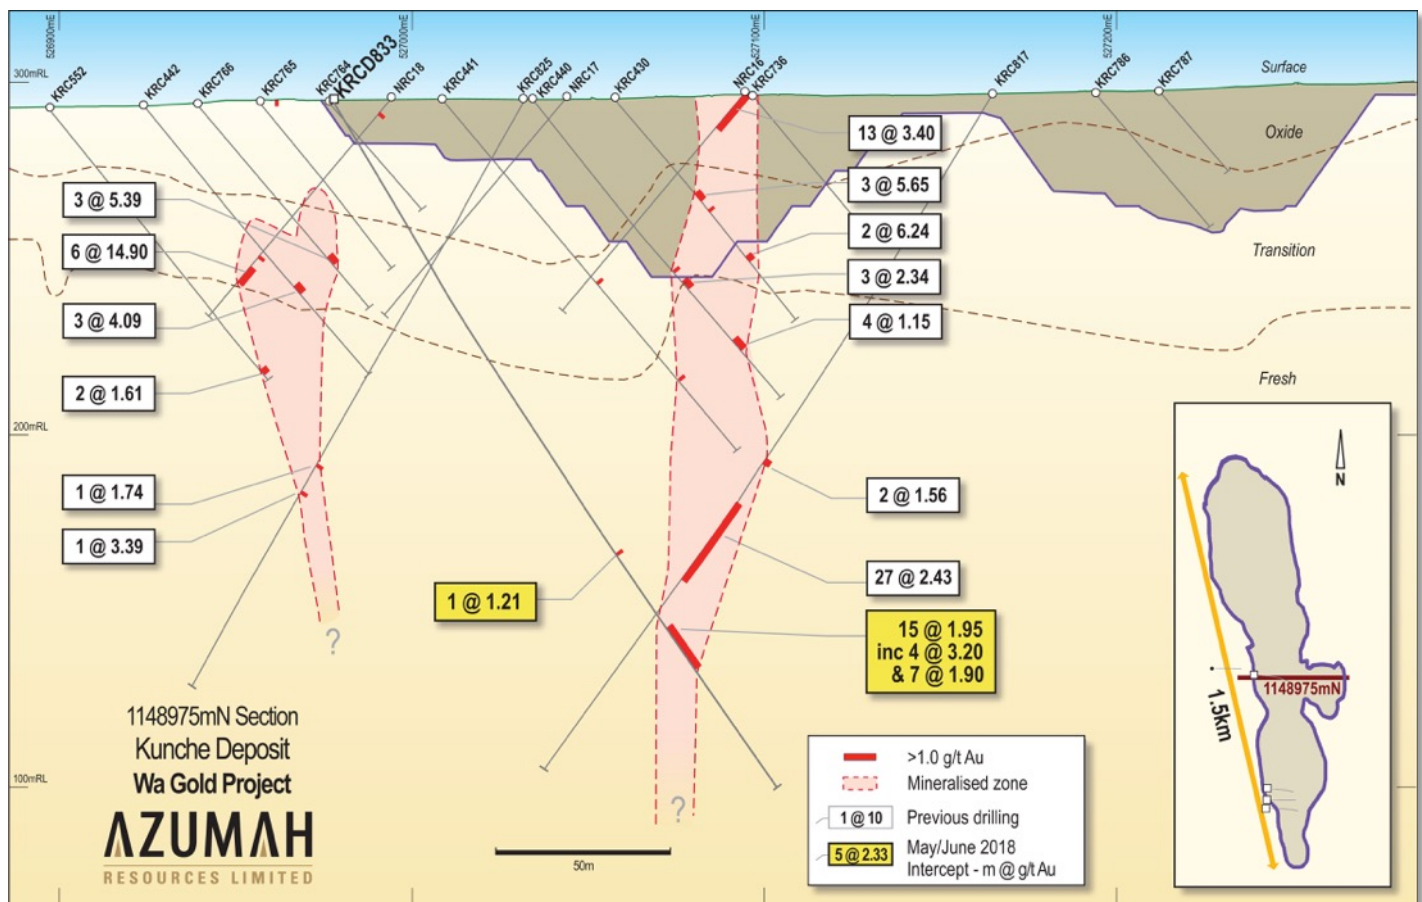 526900mE
527000mE
527100mE
527200mE
300mRL
KRC552
KRC442
KRC766
KRC765
KRC764
KRCD833
NRC18
KRC441
KRC825
KRC440
NRC17
KRC430
NRC16
KRC736
KRC817
KRC786
KRC787
Surface
Oxide
Transition
Fresh
13 @ 3.40
3 @ 5.65
2 @ 6.24
3 @ 2.34
4 @ 1.15
3 @ 5.39
6 @ 14.90
3 @ 4.09
2 @ 1.61
200mRL
1 @ 1.74
1 @ 3.39
2 @ 1.56
27 @ 2.43
1 @ 1.21
15 @ 1.95
inc 4 @ 3.20
& 7 @ 1.90
?
?
100mRL
1148975mN Section
Kunche Deposit
Wa Gold Project
AZUMAH
RESOURCES LIMITED
50m
>1.0 g/t Au
Mineralised zone
1 @ 10 Previous drilling
5 @ 2.33 May/June 2018
Intercept - m @ g/t Au
N
1148975mN
1.5km